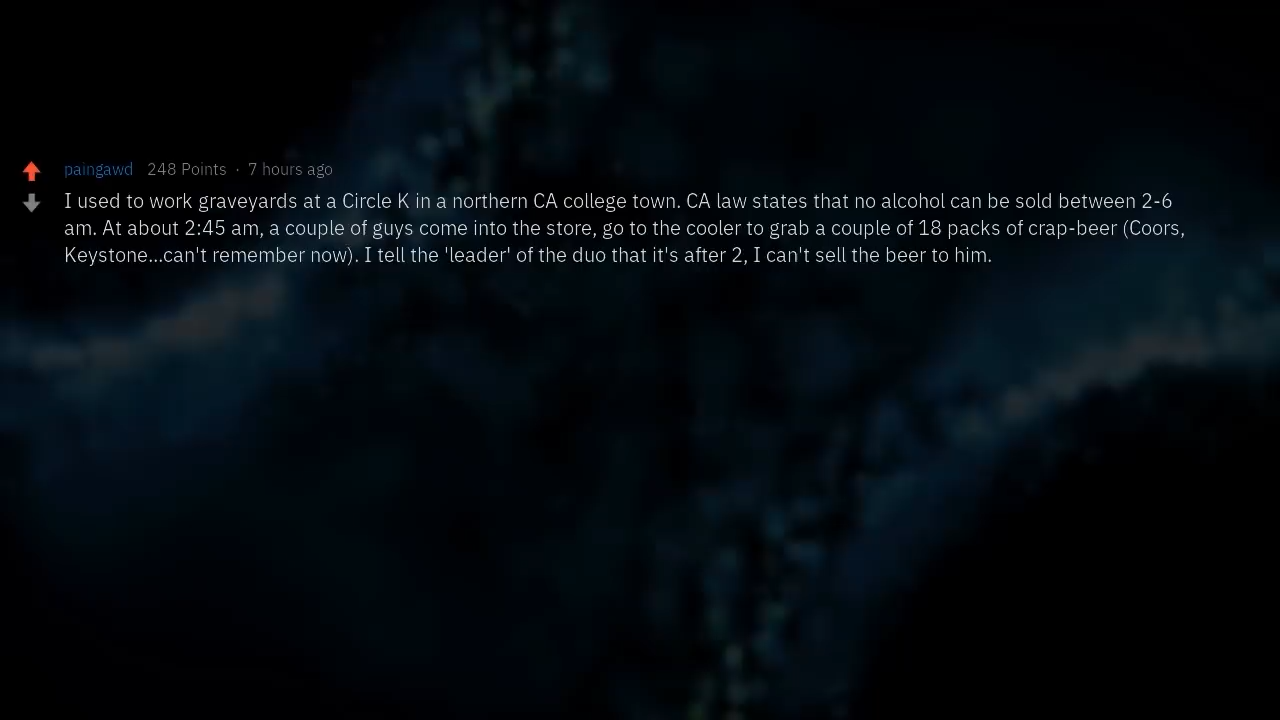 paingawd 248 Points · 7 hours ago
I used to work graveyards at a Circle K in a northern CA college town. CA law states that no alcohol can be sold between 2-6
am. At about 2:45 am, a couple of guys come into the store, go to the cooler to grab a couple of 18 packs of crap-beer (Coors,
Keystone...can't remember now). I tell the 'leader' of the duo that it's after 2, I can't sell the beer to him.